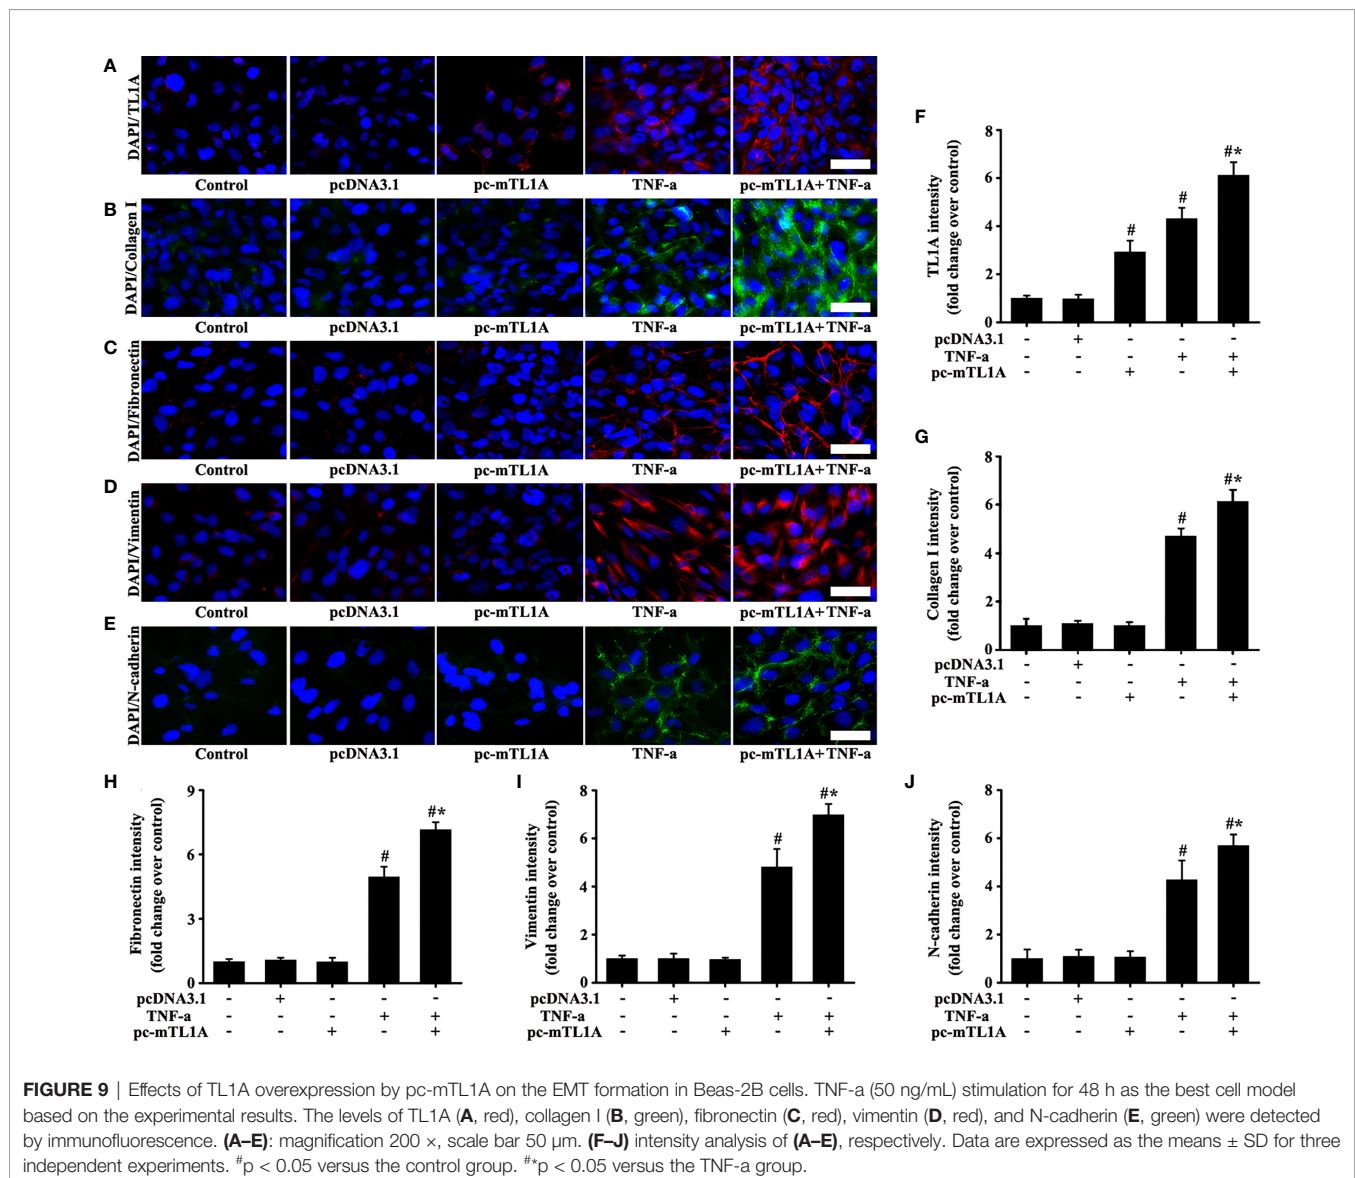 A
DAPI/TL1A
Control pcDNA3.1 pc-mTL1A TNF-a pc-mTL1A+TNF-a
B
DAPI/Collagen I
Control pcDNA3.1 pc-mTL1A TNF-a pc-mTL1A+TNF-a
C
DAPI/Fibronectin
Control pcDNA3.1 pc-mTL1A TNF-a pc-mTL1A+TNF-a
D
DAPI/Vimentin
Control pcDNA3.1 pc-mTL1A TNF-a pc-mTL1A+TNF-a
E
DAPI/N-cadherin
Control pcDNA3.1 pc-mTL1A TNF-a pc-mTL1A+TNF-a
F
TL1A intensity
(fold change over control)
8
6
4
2
0
# # #*
pcDNA3.1 - + - - -
TNF-a - - - + +
pc-mTL1A - - + - +
G
Collagen I intensity
(fold change over control)
8
6
4
2
0
# #*
pcDNA3.1 - + - - -
TNF-a - - - + +
pc-mTL1A - - + - +
H
Fibronectin intensity
(fold change over control)
9
6
3
0
# #*
pcDNA3.1 - + - - -
TNF-a - - - + +
pc-mTL1A - - + - +
I
Vimentin intensity
(fold change over control)
8
6
4
2
0
# #*
pcDNA3.1 - + - - -
TNF-a - - - + +
pc-mTL1A - - + - +
J
N-cadherin intensity
(fold change over control)
8
6
4
2
0
# #*
pcDNA3.1 - + - - -
TNF-a - - - + +
pc-mTL1A - - + - +
FIGURE 9 | Effects of TL1A overexpression by pc-mTL1A on the EMT formation in Beas-2B cells. TNF-a (50 ng/mL) stimulation for 48 h as the best cell model
based on the experimental results. The levels of TL1A (A, red), collagen I (B, green), fibronectin (C, red), vimentin (D, red), and N-cadherin (E, green) were detected
by immunofluorescence. (A–E): magnification 200 ×, scale bar 50 μm. (F–J) intensity analysis of (A–E), respectively. Data are expressed as the means ± SD for three
independent experiments. #p < 0.05 versus the control group. #*p < 0.05 versus the TNF-a group.